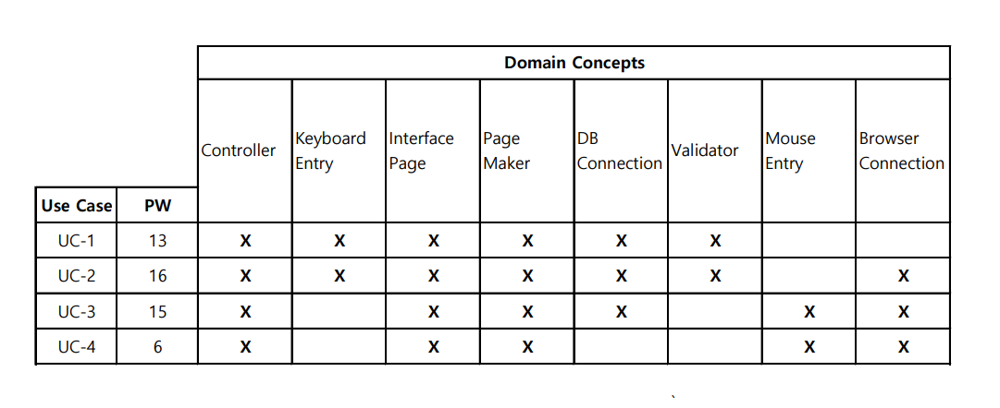 Domain Concepts
Controller
Keyboard
Entry
Interface
Page
Page
Maker
DB
Connection
Validator
Mouse
Entry
Browser
Connection
Use Case PW
UC-1 13 X X X X X X
UC-2 16 X X X X X X X
UC-3 15 X X X X X X
UC-4 6 X X X X X